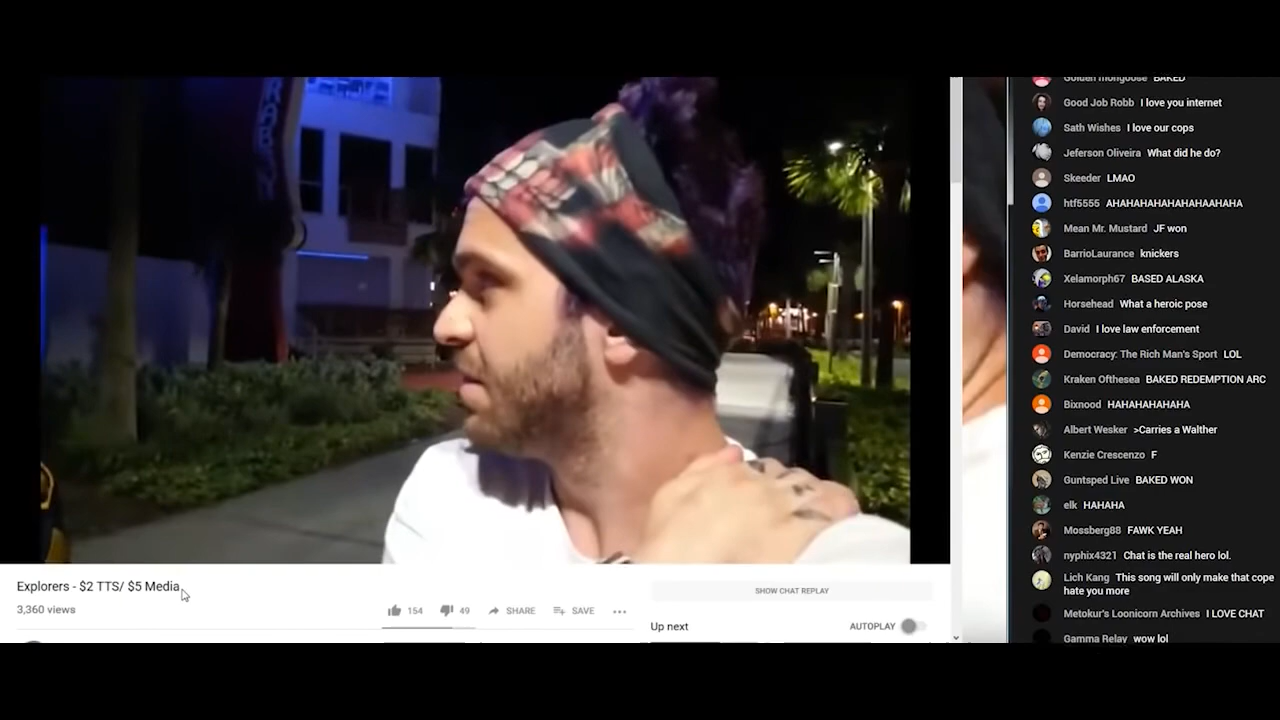 Golden mongoose BAKED
Good Job Robb I love you internet
Sath Wishes I love our cops
Jeferson Oliveira What did he do?
Skeeder LMAO
htf5555 AHAHAHAHAHAHAHAAHAHA
Mean Mr. Mustard JF won
BarrioLaurance knickers
Xelamorph67 BASED ALASKA
Horsehead What a heroic pose
David I love law enforcement
Democracy: The Rich Man's Sport LOL
Kraken Ofthesea BAKED REDEMPTION ARC
Bixnood HAHAHAHAHAHA
Albert Wesker >Carries a Walther
Kenzie Crescenzo F
Guntsped Live BAKED WON
elk HAHAHA
Mossberg88 FAWK YEAH
nyphix4321 Chat is the real hero lol.
Lich Kang This song will only make that cope
hate you more
Metokur's Loonicorn Archives I LOVE CHAT
Gamma Relay wow lol
Explorers - $2 TTS/ $5 Media
3,360 views
154 49 SHARE SAVE
SHOW CHAT REPLAY
Up next AUTOPLAY